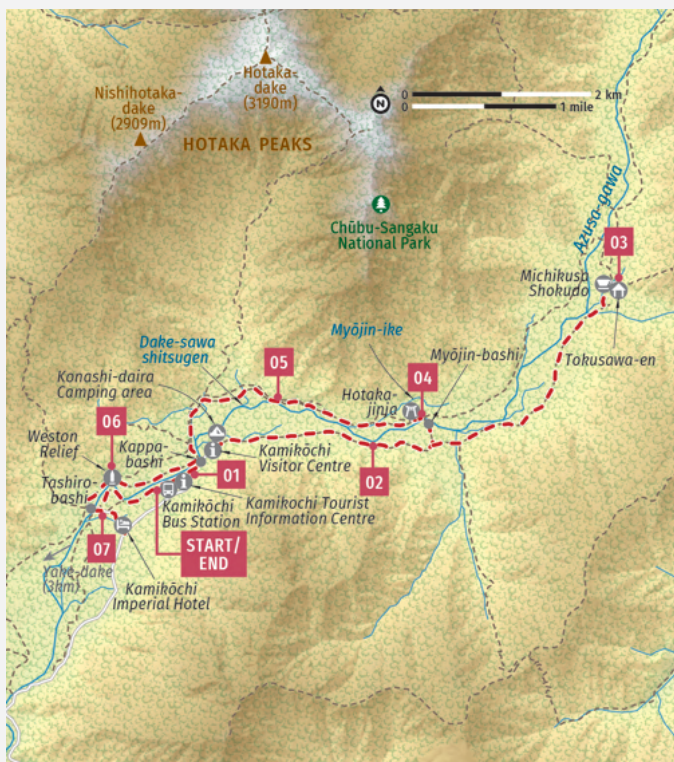 Hotaka-
dake
(3190m)
Nishihotaka-
dake
(2909m)
HOTAKA PEAKS
N
0 2 km
0 1 mile
Chūbu-Sangaku
National Park
Azusa-gawa
03
Michikusa
Shokudo
Tokusawa-en
Dake-sawa
shitsugen
Myōjin-ike
Myōjin-bashi
05
04
Konashi-daira
Camping area
Hotaka-
jinja
06
Weston
Relief
Kappa-
bashi
Kamikōchi
Visitor Centre
02
01
Tashiro-
bashi
Kamikōchi
Bus Station
Kamikochi Tourist
Information Centre
START/
END
07
Yake-dake
(3km)
Kamikōchi
Imperial Hotel